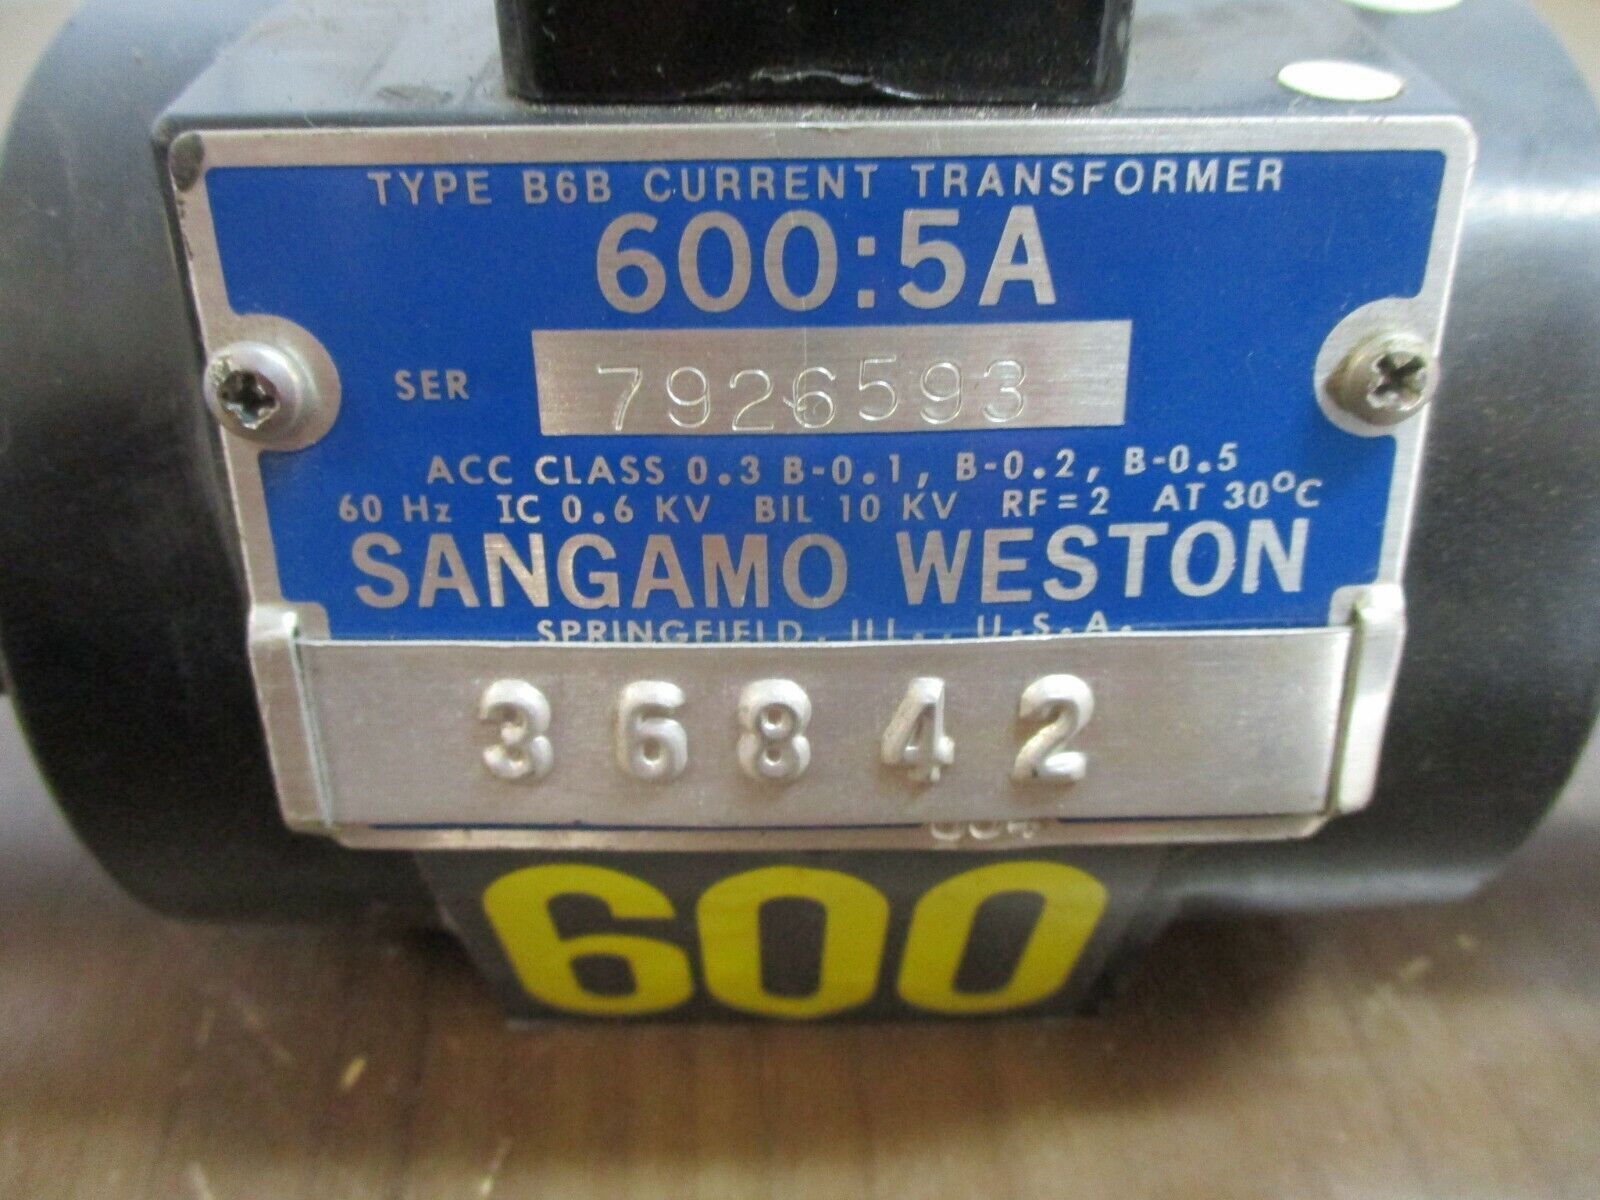 TYPE B6B CURRENT TRANSFORMER
600:5A
SER 7926593
ACC CLASS 0.3 B-0.1, B-0.2, B-0.5
60 Hz IC 0.6 KV BIL 10 KV RF=2 AT 30°C
SANGAMO WESTON
SPRINGFIELD, ILL., U.S.A.
36842
600